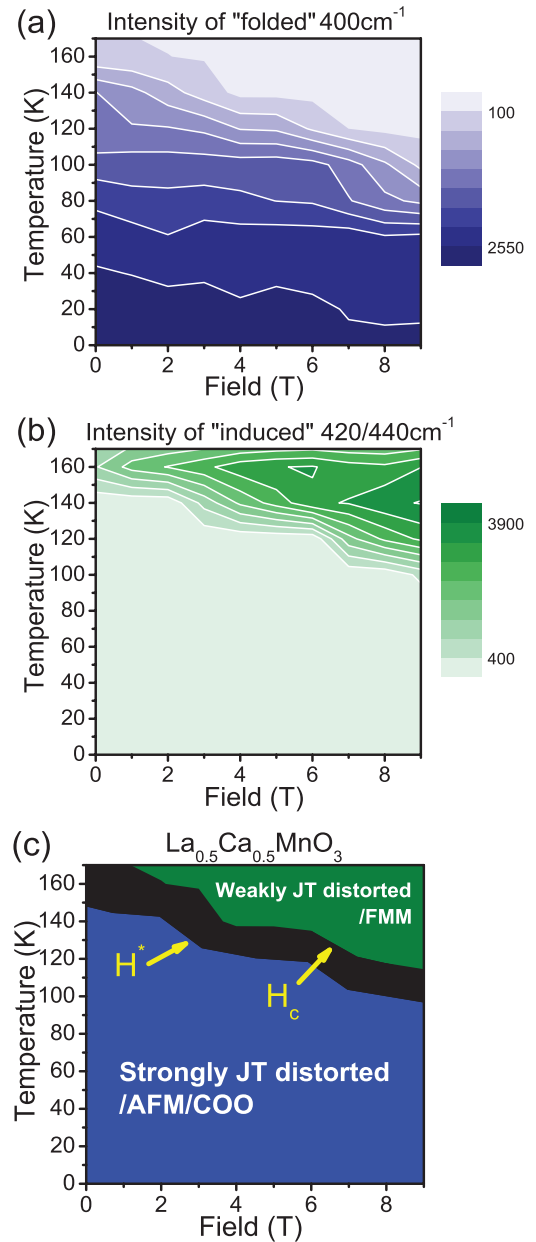 (a) Intensity of "folded" 400cm⁻¹
Temperature (K)
160
140
120
100
80
60
40
20
0
0 2 4 6 8
Field (T)
100
2550
(b) Intensity of "induced" 420/440cm⁻¹
Temperature (K)
160
140
120
100
80
60
40
20
0
0 2 4 6 8
Field (T)
3900
400
(c) La₀.₅Ca₀.₅MnO₃
Temperature (K)
160
140
120
100
80
60
40
20
0
Weakly JT distorted
/FMM
H*
H_c
Strongly JT distorted
/AFM/COO
0 2 4 6 8
Field (T)